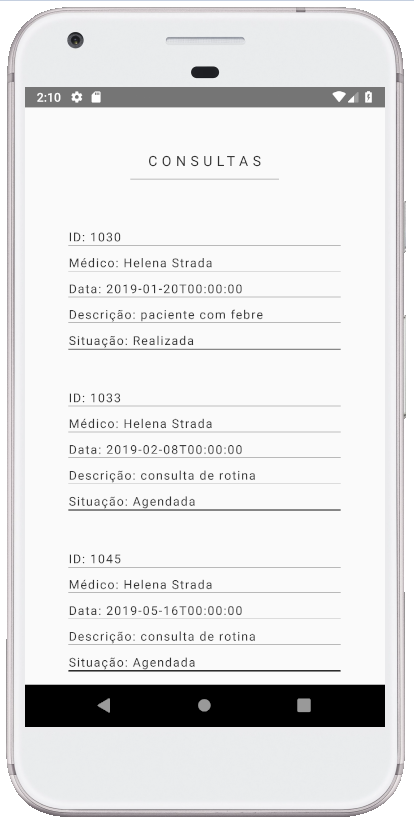 2:10
CONSULTAS
ID: 1030
Médico: Helena Strada
Data: 2019-01-20T00:00:00
Descrição: paciente com febre
Situação: Realizada
ID: 1033
Médico: Helena Strada
Data: 2019-02-08T00:00:00
Descrição: consulta de rotina
Situação: Agendada
ID: 1045
Médico: Helena Strada
Data: 2019-05-16T00:00:00
Descrição: consulta de rotina
Situação: Agendada